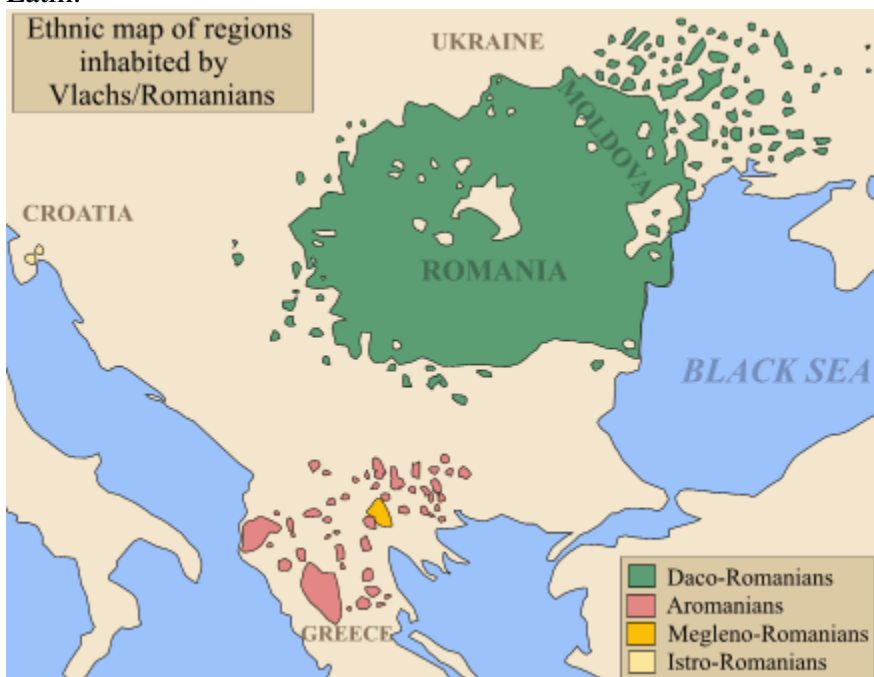 Latin.
Ethnic map of regions
inhabited by
Vlachs/Romanians
UKRAINE
MOLDOVA
CROATIA
ROMANIA
BLACK SEA
GREECE
Daco-Romanians
Aromanians
Megleno-Romanians
Istro-Romanians